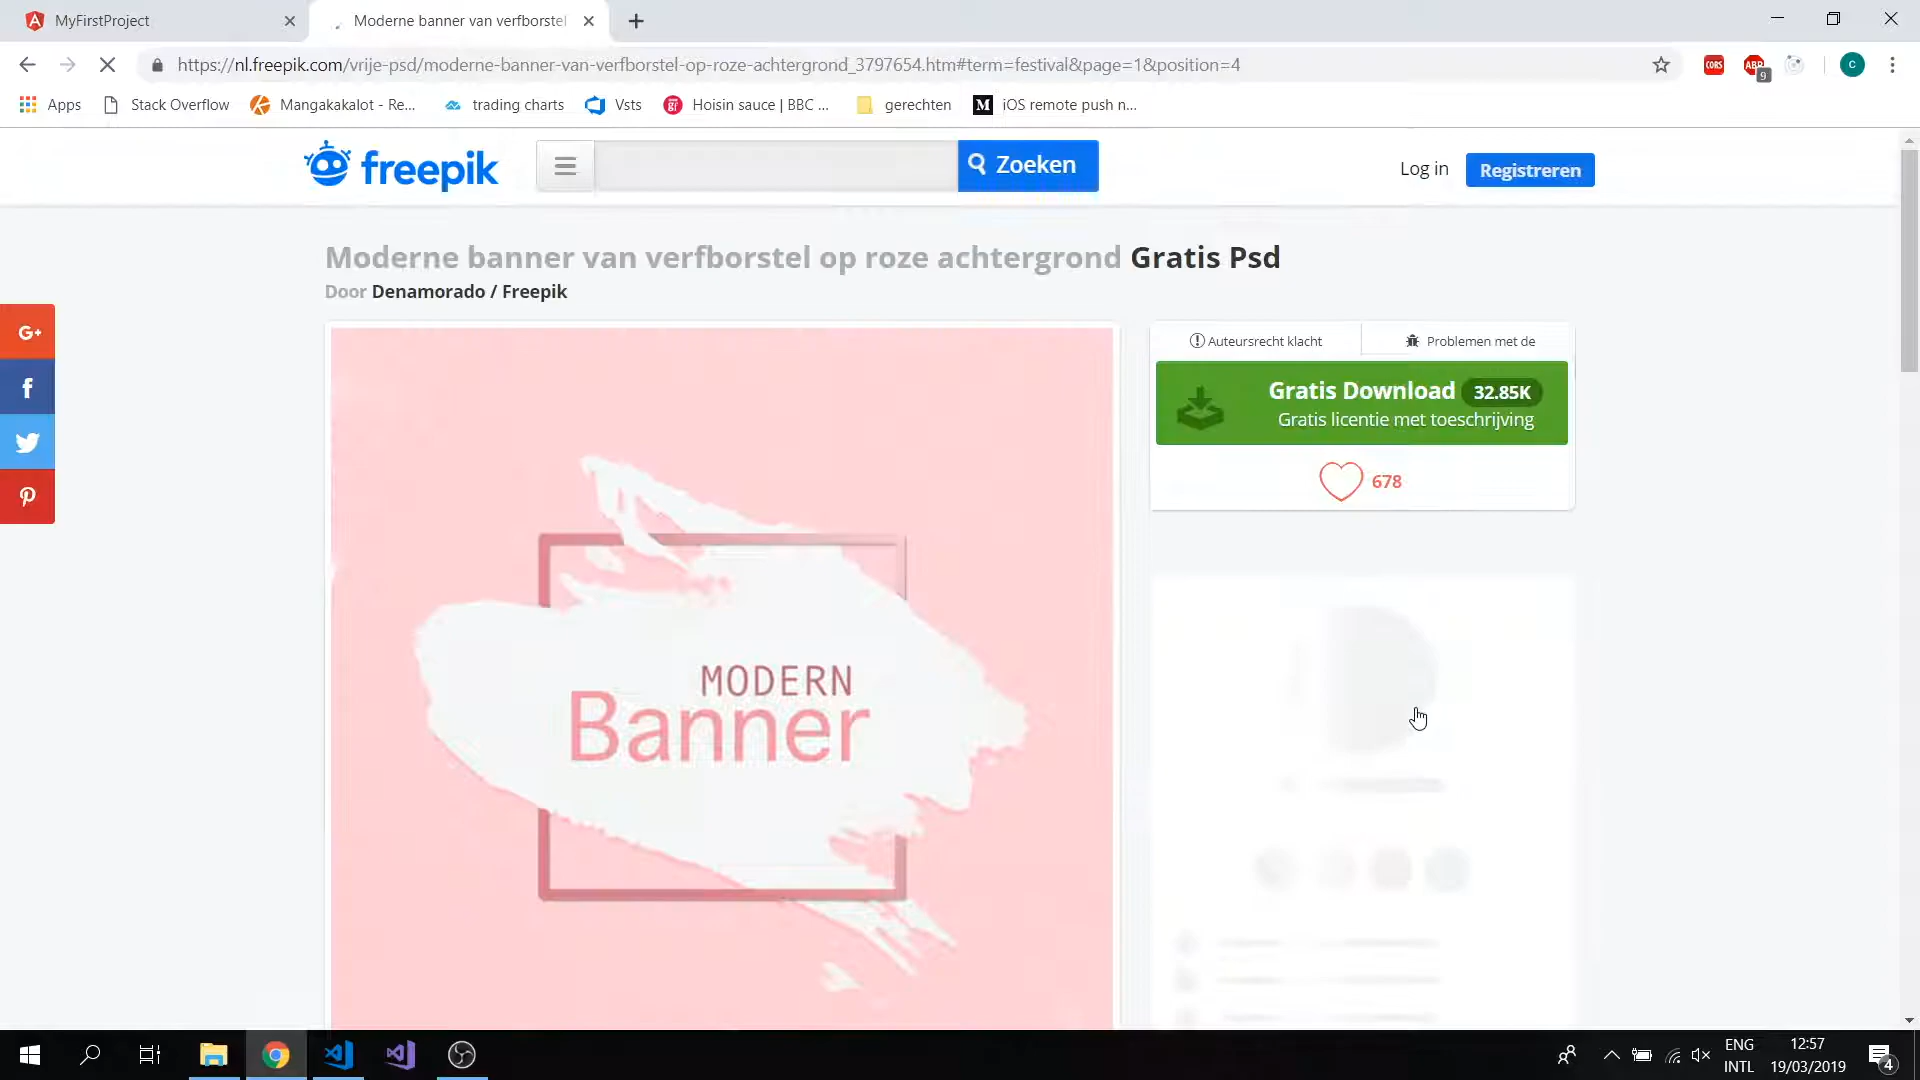 MyFirstProject
Moderne banner van verfborstel
https://nl.freepik.com/vrije-psd/moderne-banner-van-verfborstel-op-roze-achtergrond_3797654.htm#term=festival&page=1&position=4
CORS
ABP
9
C
Apps
Stack Overflow
Mangakakalot - Re...
trading charts
Vsts
Hoisin sauce | BBC ...
gerechten
M
iOS remote push n...
freepik
Zoeken
Log in
Registreren
Moderne banner van verfborstel op roze achtergrond Gratis Psd
Door Denamorado / Freepik
G+
f
Auteursrecht klacht
Problemen met de
Gratis Download 32.85K
Gratis licentie met toeschrijving
678
MODERN
Banner
ENG
INTL
12:57
19/03/2019
4